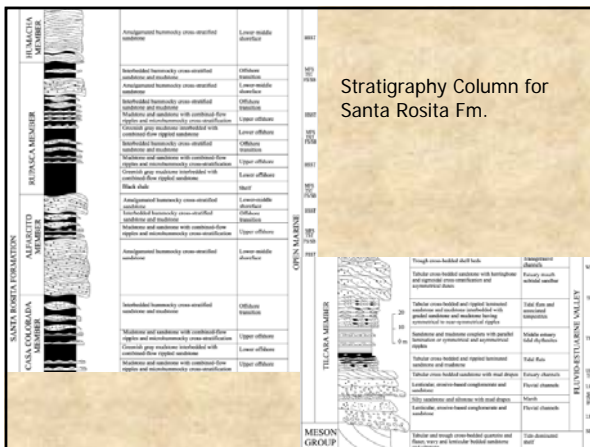 Stratigraphy Column for
Santa Rosita Fm.
SANTA ROSITA FORMATION
HUMACHA
MEMBER
RUPASCA MEMBER
ALFARCITO
MEMBER
CASA COLORADA
MEMBER
OPEN MARINE
Amalgamated hummocky cross-stratified
sandstone
Lower-middle
shoreface
Interbedded hummocky cross-stratified
sandstone and mudstone
Offshore
transition
Amalgamated hummocky cross-stratified
sandstone
Lower-middle
shoreface
Interbedded hummocky cross-stratified
sandstone and mudstone
Offshore
transition
Mudstone and sandstone with combined-flow
ripples and microhummocky cross-stratification
Upper offshore
Greenish gray mudstone interbedded with
combined-flow rippled sandstone
Lower offshore
Interbedded hummocky cross-stratified
sandstone and mudstone
Offshore
transition
Mudstone and sandstone with combined-flow
ripples and microhummocky cross-stratification
Upper offshore
Greenish gray mudstone interbedded with
combined-flow rippled sandstone
Lower offshore
Black shale
Shelf
Amalgamated hummocky cross-stratified
sandstone
Lower-middle
shoreface
Interbedded hummocky cross-stratified
sandstone and mudstone
Offshore
transition
Mudstone and sandstone with combined-flow
ripples and microhummocky cross-stratification
Upper offshore
Amalgamated hummocky cross-stratified
sandstone
Lower-middle
shoreface
Interbedded hummocky cross-stratified
sandstone and mudstone
Offshore
transition
Mudstone and sandstone with combined-flow
ripples and microhummocky cross-stratification
Upper offshore
Greenish gray mudstone interbedded with
combined-flow rippled sandstone
Lower offshore
Mudstone and sandstone with combined-flow
ripples and microhummocky cross-stratification
Upper offshore
TILCARA MEMBER
MESON
GROUP
20
10
0 m
FLUVIO-ESTUARINE VALLEY
Trough cross-bedded shell beds
channels
Tabular cross-bedded sandstone with herringbone
and sigmoidal cross-stratification and
asymmetrical dunes
Estuary mouth
Tabular cross-bedded and rippled laminated
sandstone and mudstone interbedded with
graded sandstone and mudstone having
symmetrical to near-symmetrical ripples
Tidal flats and
associated
Sandstone and mudstone couplets with parallel
lamination or symmetrical and asymmetrical
ripples
Middle estuary
tidal rhythmites
Tabular cross-bedded and rippled laminated
sandstone and mudstone
Tidal flats
Tabular cross-bedded sandstone with mud drapes
Estuary channels
Lenticular, erosive-based conglomerate and
sandstone
Fluvial channels
Silty sandstone and siltstone with mud drapes
Marsh
Lenticular, erosive-based conglomerate and
sandstone
Fluvial channels
Tabular and trough cross-bedded quartzite and
flaser, wavy and lenticular bedded sandstone
Tide-dominated
shelf